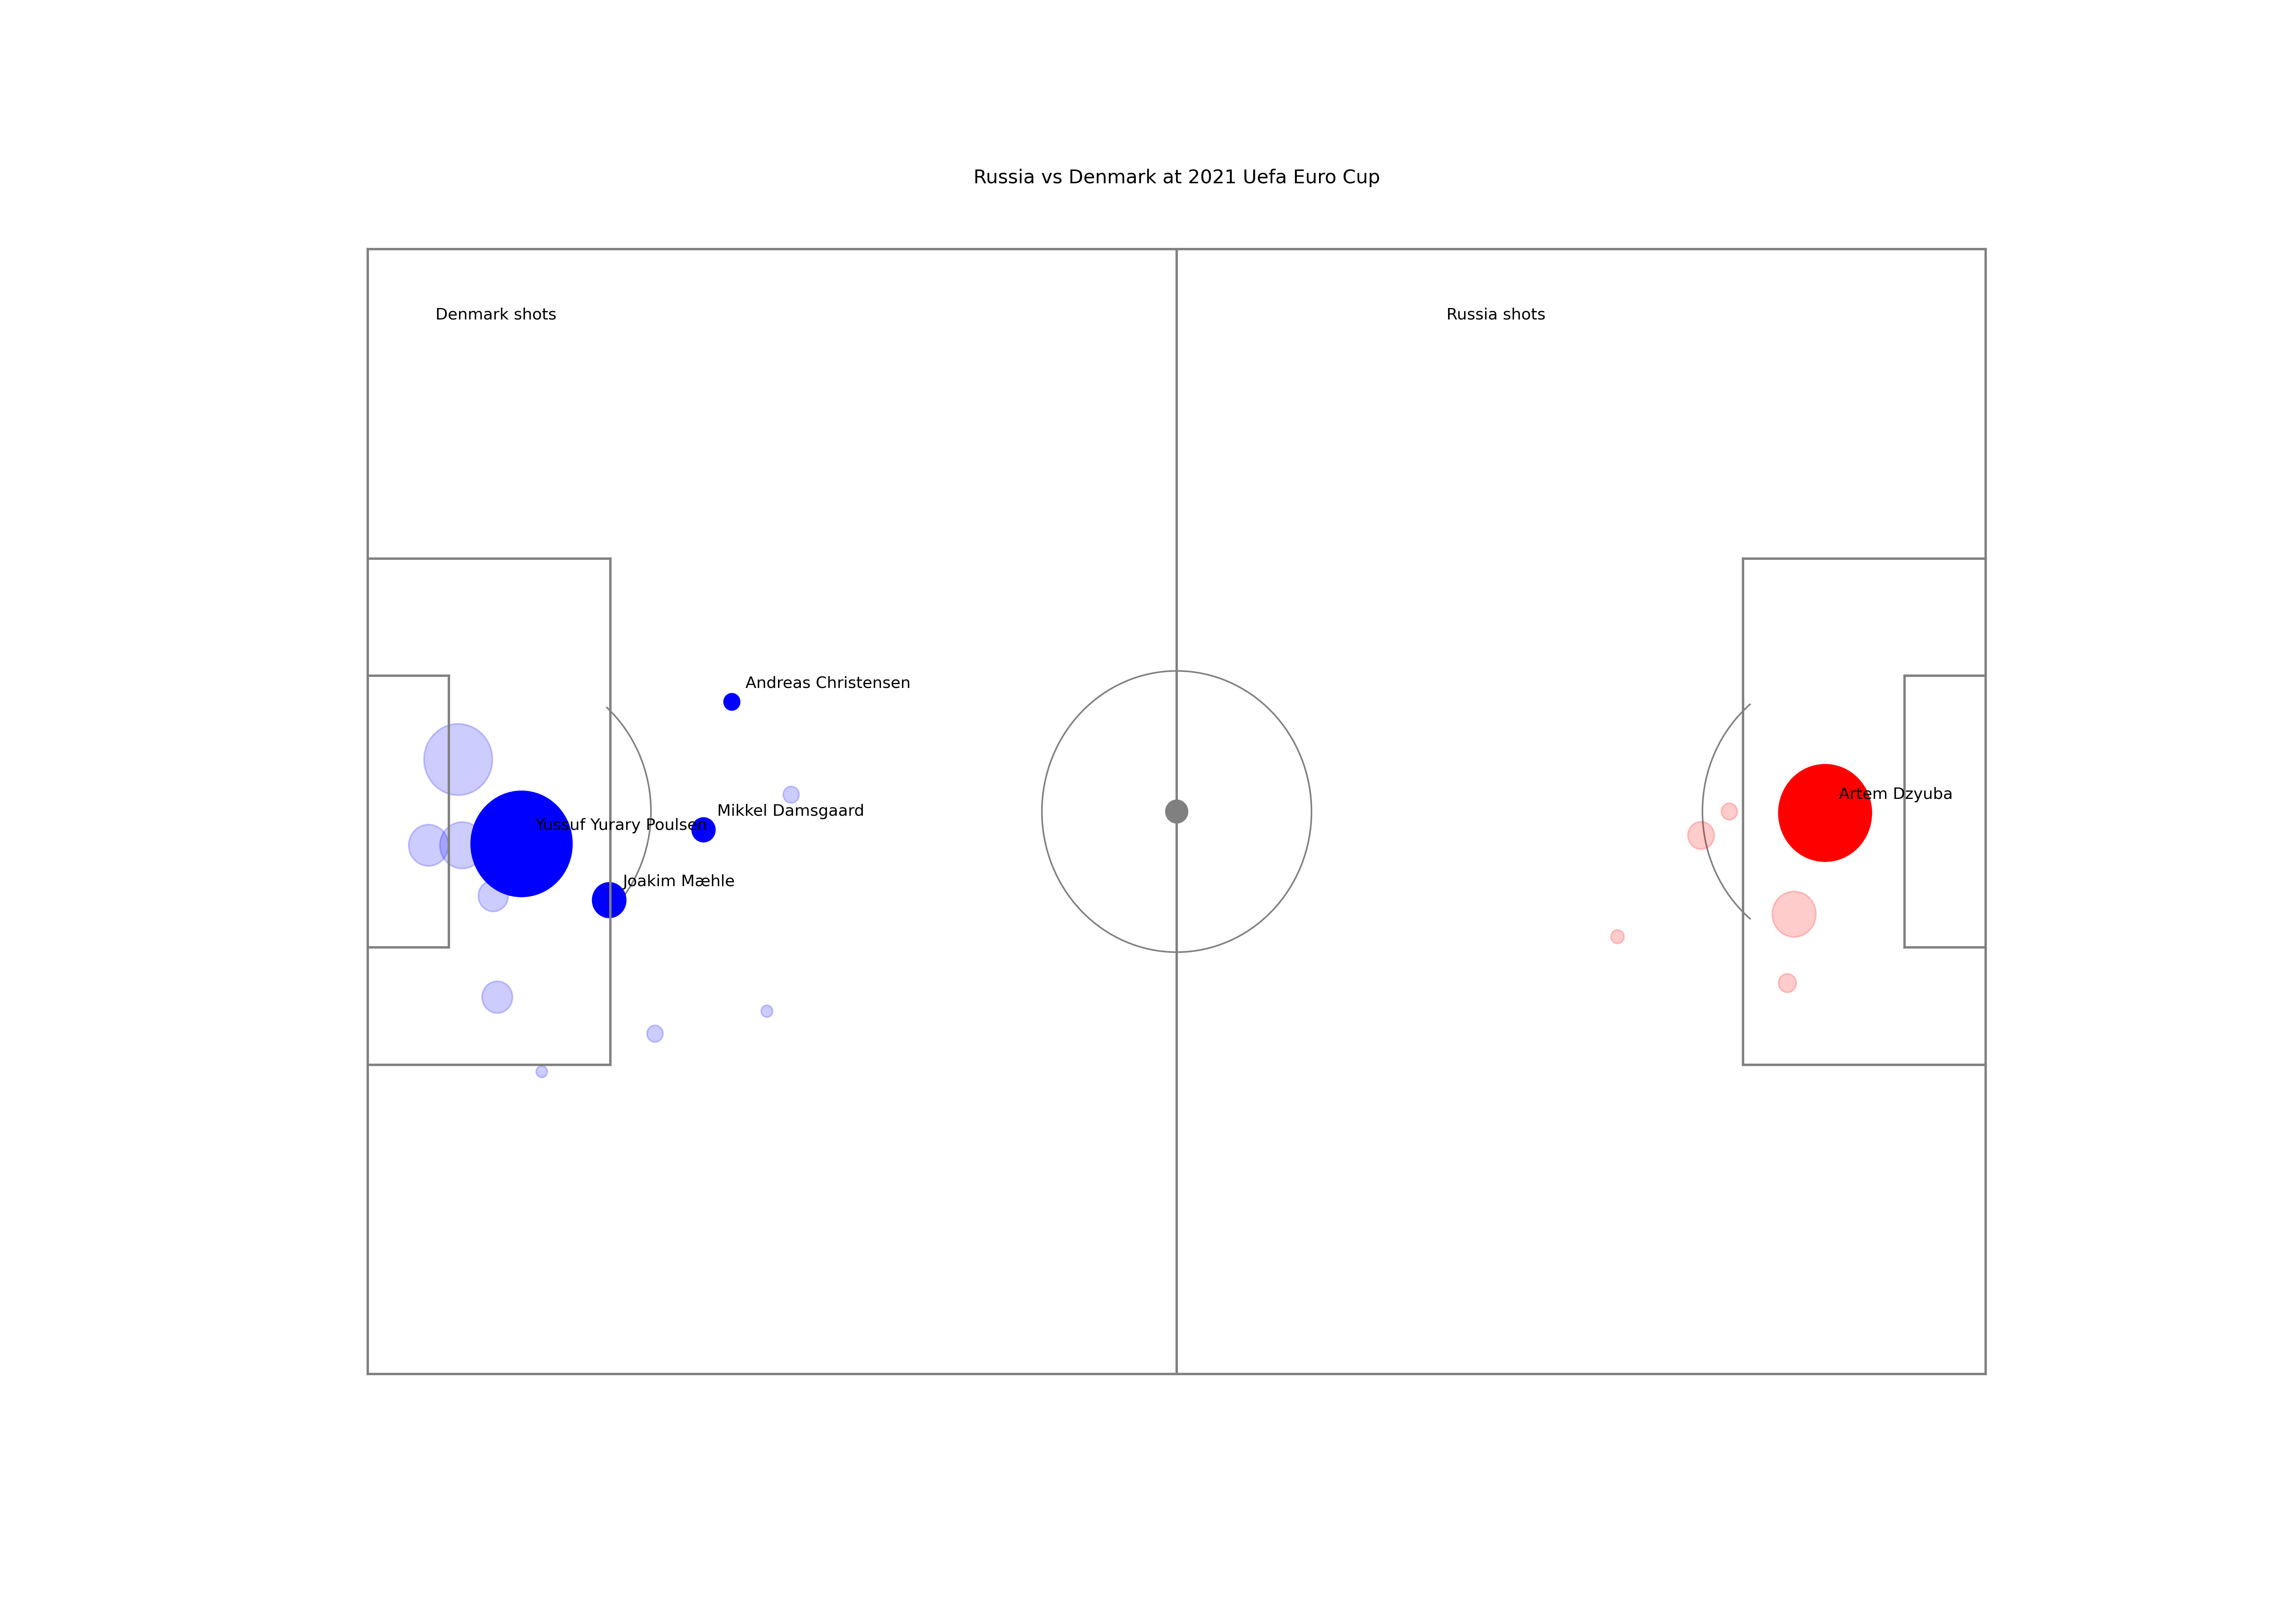 Russia vs Denmark at 2021 Uefa Euro Cup
Denmark shots
Russia shots
Andreas Christensen
Artem Dzyuba
Mikkel Damsgaard
Yussuf Yurary Poulsen
Joakim Mæhle